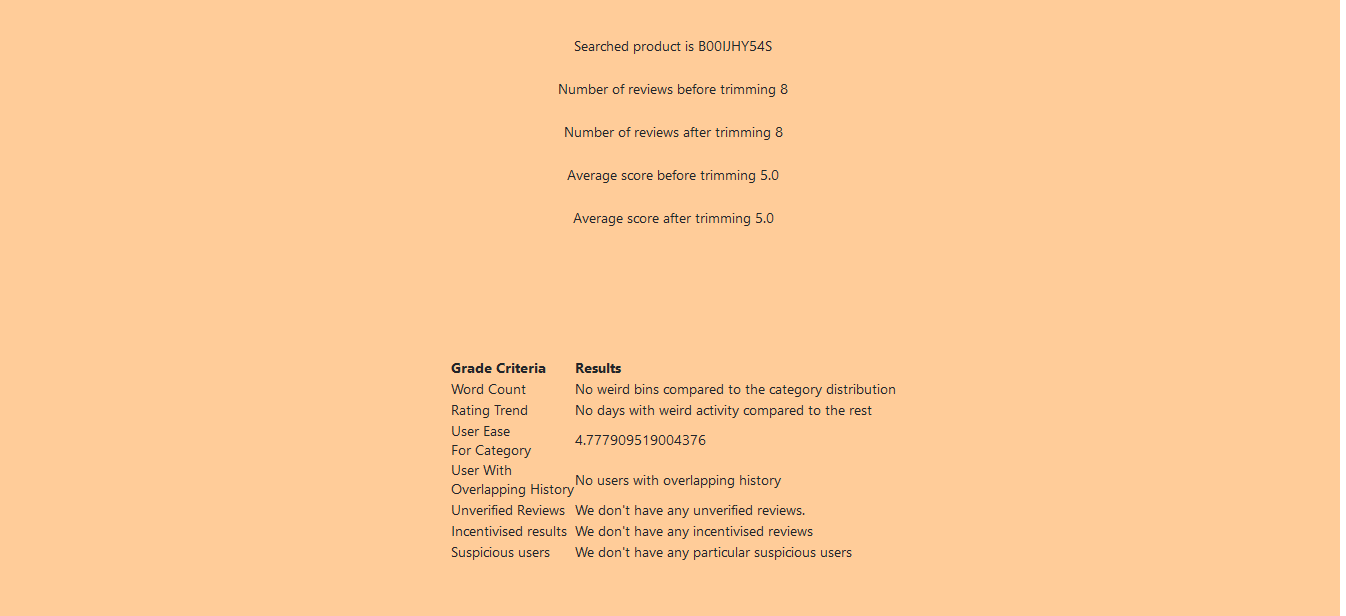 Searched product is B00IJHY54S
Number of reviews before trimming 8
Number of reviews after trimming 8
Average score before trimming 5.0
Average score after trimming 5.0
Grade Criteria Results
Word Count No weird bins compared to the category distribution
Rating Trend No days with weird activity compared to the rest
User Ease
For Category
4.777909519004376
User With
Overlapping History
No users with overlapping history
Unverified Reviews We don't have any unverified reviews.
Incentivised results We don't have any incentivised reviews
Suspicious users We don't have any particular suspicious users